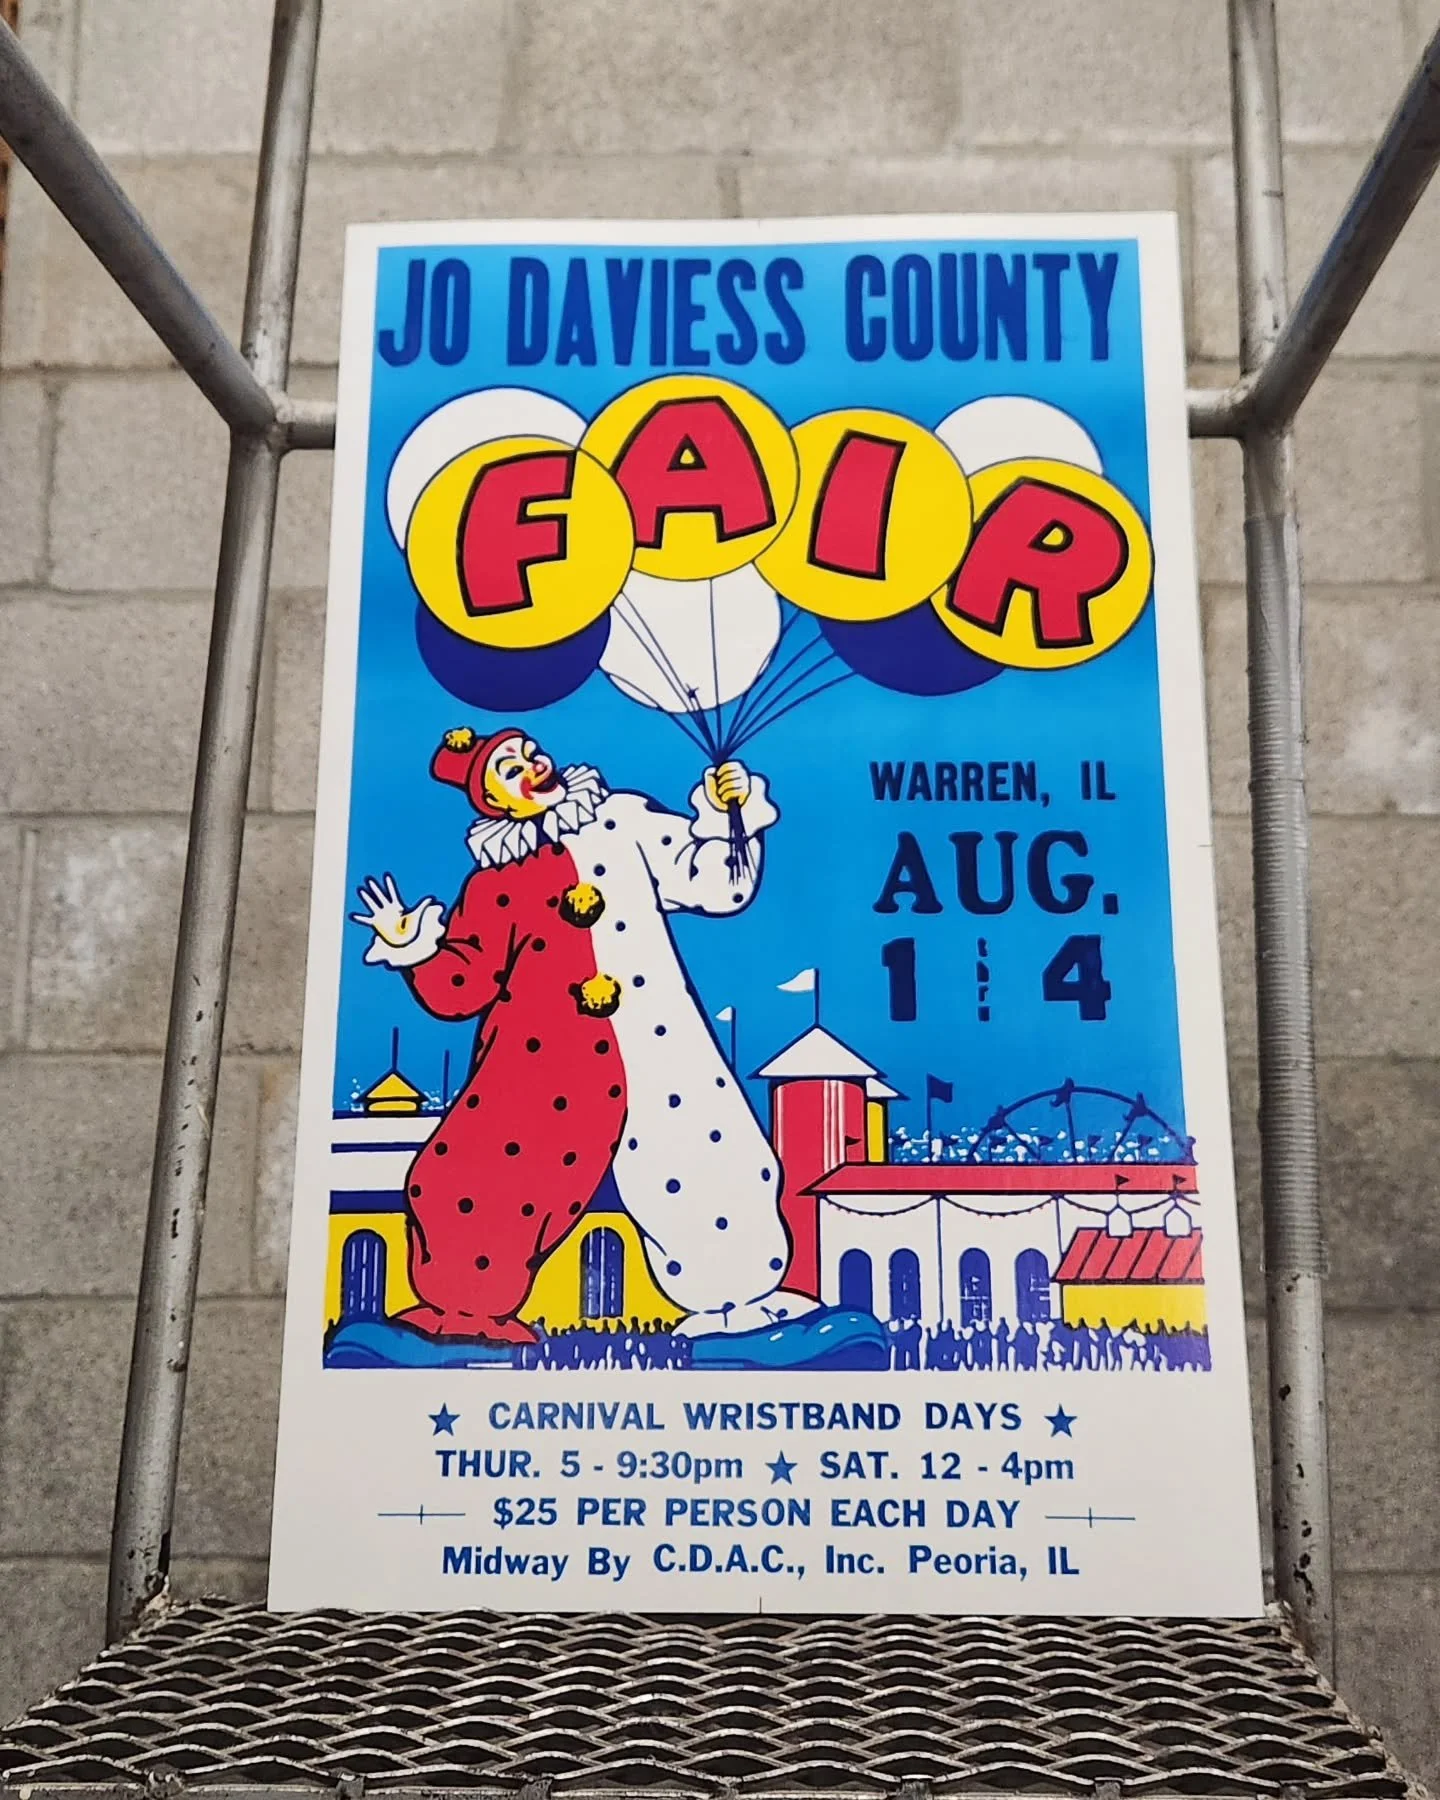 JO DAVIESS COUNTY
FAIR
WARREN, IL
AUG.
1 thru 4
★ CARNIVAL WRISTBAND DAYS ★
THUR. 5 - 9:30pm ★ SAT. 12 - 4pm
$25 PER PERSON EACH DAY
Midway By C.D.A.C., Inc. Peoria, IL